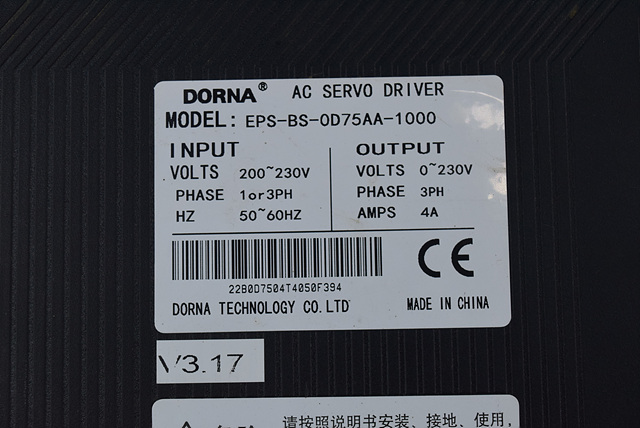 DORNA® AC SERVO DRIVER
MODEL: EPS-BS-0D75AA-1000
INPUT OUTPUT
VOLTS 200~230V VOLTS 0~230V
PHASE 1or3PH PHASE 3PH
HZ 50~60HZ AMPS 4A
CE
22B0D7504T4050F394
DORNA TECHNOLOGY CO.LTD MADE IN CHINA
V3.17
请按照说明书安装、接地、使用，